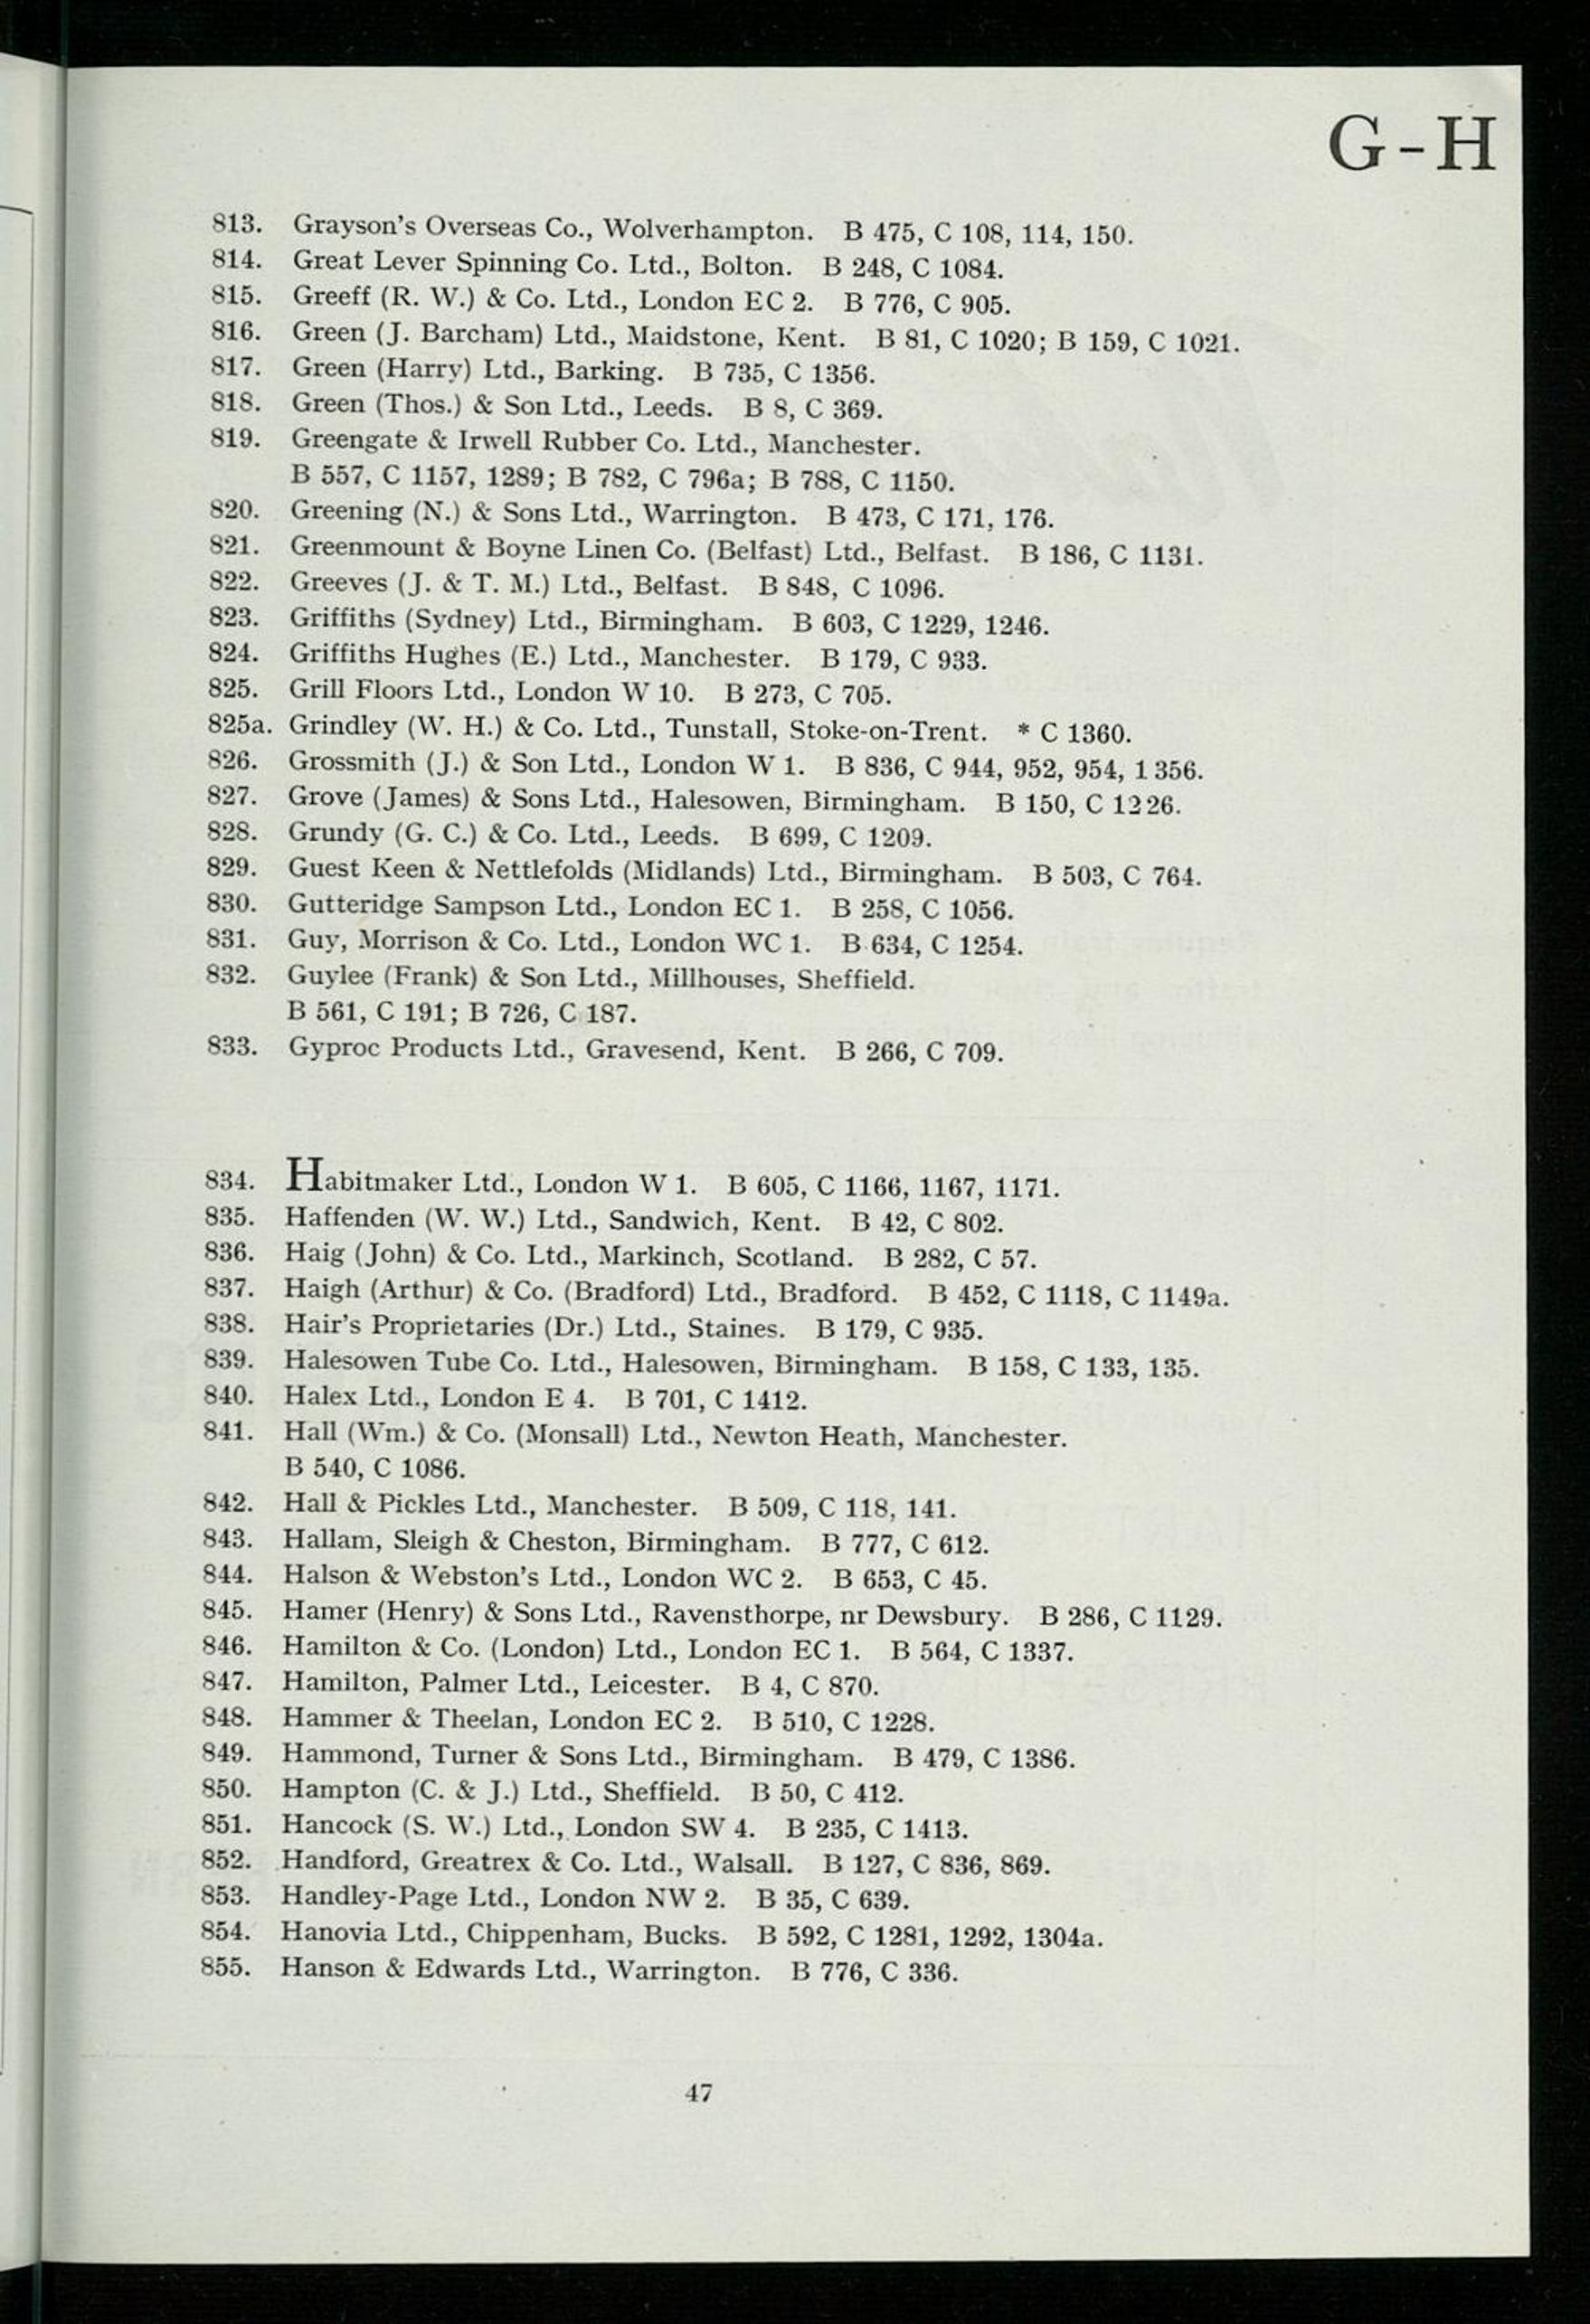 G-H
813. Grayson's Overseas Co., Wolverhampton. B 475, C 108, 114, 150.
814. Great Lever Spinning Co. Ltd., Bolton. B 248, C 1084.
815. Greeff (R. W.) & Co. Ltd., London EC 2. B 776, C 905.
816. Green (J. Barcham) Ltd., Maidstone, Kent. B 81, C 1020; B 159, C 1021.
817. Green (Harry) Ltd., Barking. B 735, C 1356.
818. Green (Thos.) & Son Ltd., Leeds. B 8, C 369.
819. Greengate & Irwell Rubber Co. Ltd., Manchester.
B 557, C 1157, 1289; B 782, C 796a; B 788, C 1150.
820. Greening (N.) & Sons Ltd., Warrington. B 473, C 171, 176.
821. Greenmount & Boyne Linen Co. (Belfast) Ltd., Belfast. B 186, C 1131.
822. Greeves (J. & T. M.) Ltd., Belfast. B 848, C 1096.
823. Griffiths (Sydney) Ltd., Birmingham. B 603, C 1229, 1246.
824. Griffiths Hughes (E.) Ltd., Manchester. B 179, C 933.
825. Grill Floors Ltd., London W 10. B 273, C 705.
825a. Grindley (W. H.) & Co. Ltd., Tunstall, Stoke-on-Trent. * C 1360.
826. Grossmith (J.) & Son Ltd., London W 1. B 836, C 944, 952, 954, 1356.
827. Grove (James) & Sons Ltd., Halesowen, Birmingham. B 150, C 1226.
828. Grundy (G. C.) & Co. Ltd., Leeds. B 699, C 1209.
829. Guest Keen & Nettlefolds (Midlands) Ltd., Birmingham. B 503, C 764.
830. Gutteridge Sampson Ltd., London EC 1. B 258, C 1056.
831. Guy, Morrison & Co. Ltd., London WC 1. B 634, C 1254.
832. Guylee (Frank) & Son Ltd., Millhouses, Sheffield.
B 561, C 191; B 726, C 187.
833. Gyproc Products Ltd., Gravesend, Kent. B 266, C 709.
834. Habitmaker Ltd., London W 1. B 605, C 1166, 1167, 1171.
835. Haffenden (W. W.) Ltd., Sandwich, Kent. B 42, C 802.
836. Haig (John) & Co. Ltd., Markinch, Scotland. B 282, C 57.
837. Haigh (Arthur) & Co. (Bradford) Ltd., Bradford. B 452, C 1118, C 1149a.
838. Hair's Proprietaries (Dr.) Ltd., Staines. B 179, C 935.
839. Halesowen Tube Co. Ltd., Halesowen, Birmingham. B 158, C 133, 135.
840. Halex Ltd., London E 4. B 701, C 1412.
841. Hall (Wm.) & Co. (Monsall) Ltd., Newton Heath, Manchester.
B 540, C 1086.
842. Hall & Pickles Ltd., Manchester. B 509, C 118, 141.
843. Hallam, Sleigh & Cheston, Birmingham. B 777, C 612.
844. Halson & Webston's Ltd., London WC 2. B 653, C 45.
845. Hamer (Henry) & Sons Ltd., Ravensthorpe, nr Dewsbury. B 286, C 1129.
846. Hamilton & Co. (London) Ltd., London EC 1. B 564, C 1337.
847. Hamilton, Palmer Ltd., Leicester. B 4, C 870.
848. Hammer & Theelan, London EC 2. B 510, C 1228.
849. Hammond, Turner & Sons Ltd., Birmingham. B 479, C 1386.
850. Hampton (C. & J.) Ltd., Sheffield. B 50, C 412.
851. Hancock (S. W.) Ltd., London SW 4. B 235, C 1413.
852. Handford, Greatrex & Co. Ltd., Walsall. B 127, C 836, 869.
853. Handley-Page Ltd., London NW 2. B 35, C 639.
854. Hanovia Ltd., Chippenham, Bucks. B 592, C 1281, 1292, 1304a.
855. Hanson & Edwards Ltd., Warrington. B 776, C 336.
47